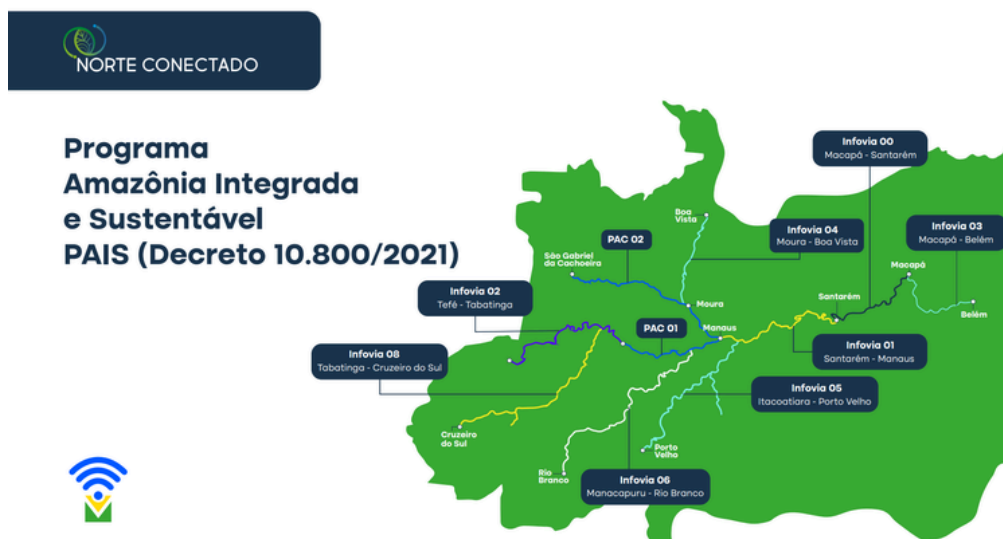 NORTE CONECTADO
Programa
Amazônia Integrada
e Sustentável
PAIS (Decreto 10.800/2021)
Infovia 00
Macapá - Santarém
Infovia 03
Macapá - Belém
Infovia 04
Moura - Boa Vista
Boa
Vista
PAC 02
São Gabriel
da Cachoeira
Macapá
Infovia 02
Tefé - Tabatinga
Santarém
Moura
Belém
PAC 01
Manaus
Infovia 01
Santarém - Manaus
Infovia 08
Tabatinga - Cruzeiro do Sul
Infovia 05
Itacoatiara - Porto Velho
Cruzeiro
do Sul
Porto
Velho
Rio
Branco
Infovia 06
Manacapuru - Rio Branco